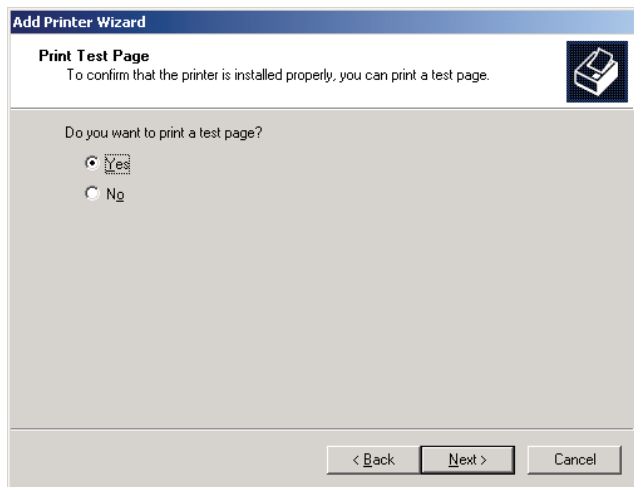 Add Printer Wizard
Print Test Page
To confirm that the printer is installed properly, you can print a test page.
Do you want to print a test page?
Yes
No
< Back
Next >
Cancel